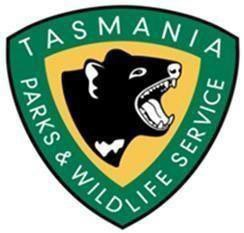 TASMANIA
PARKS & WILDLIFE SERVICE